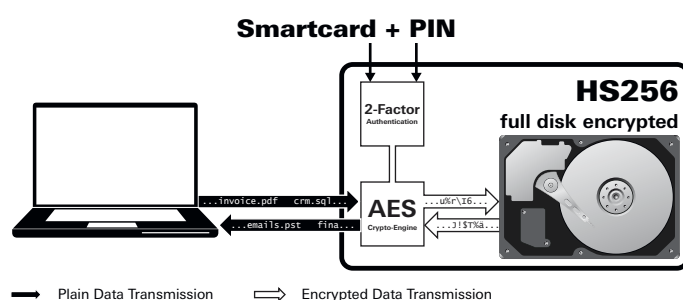 Smartcard + PIN
HS256
full disk encrypted
2-Factor
Authentication
...invoice.pdf crm.sql...
...emails.pst fina...
AES
Crypto-Engine
...u%r\I6...
...J!$T%a...
Plain Data Transmission
Encrypted Data Transmission